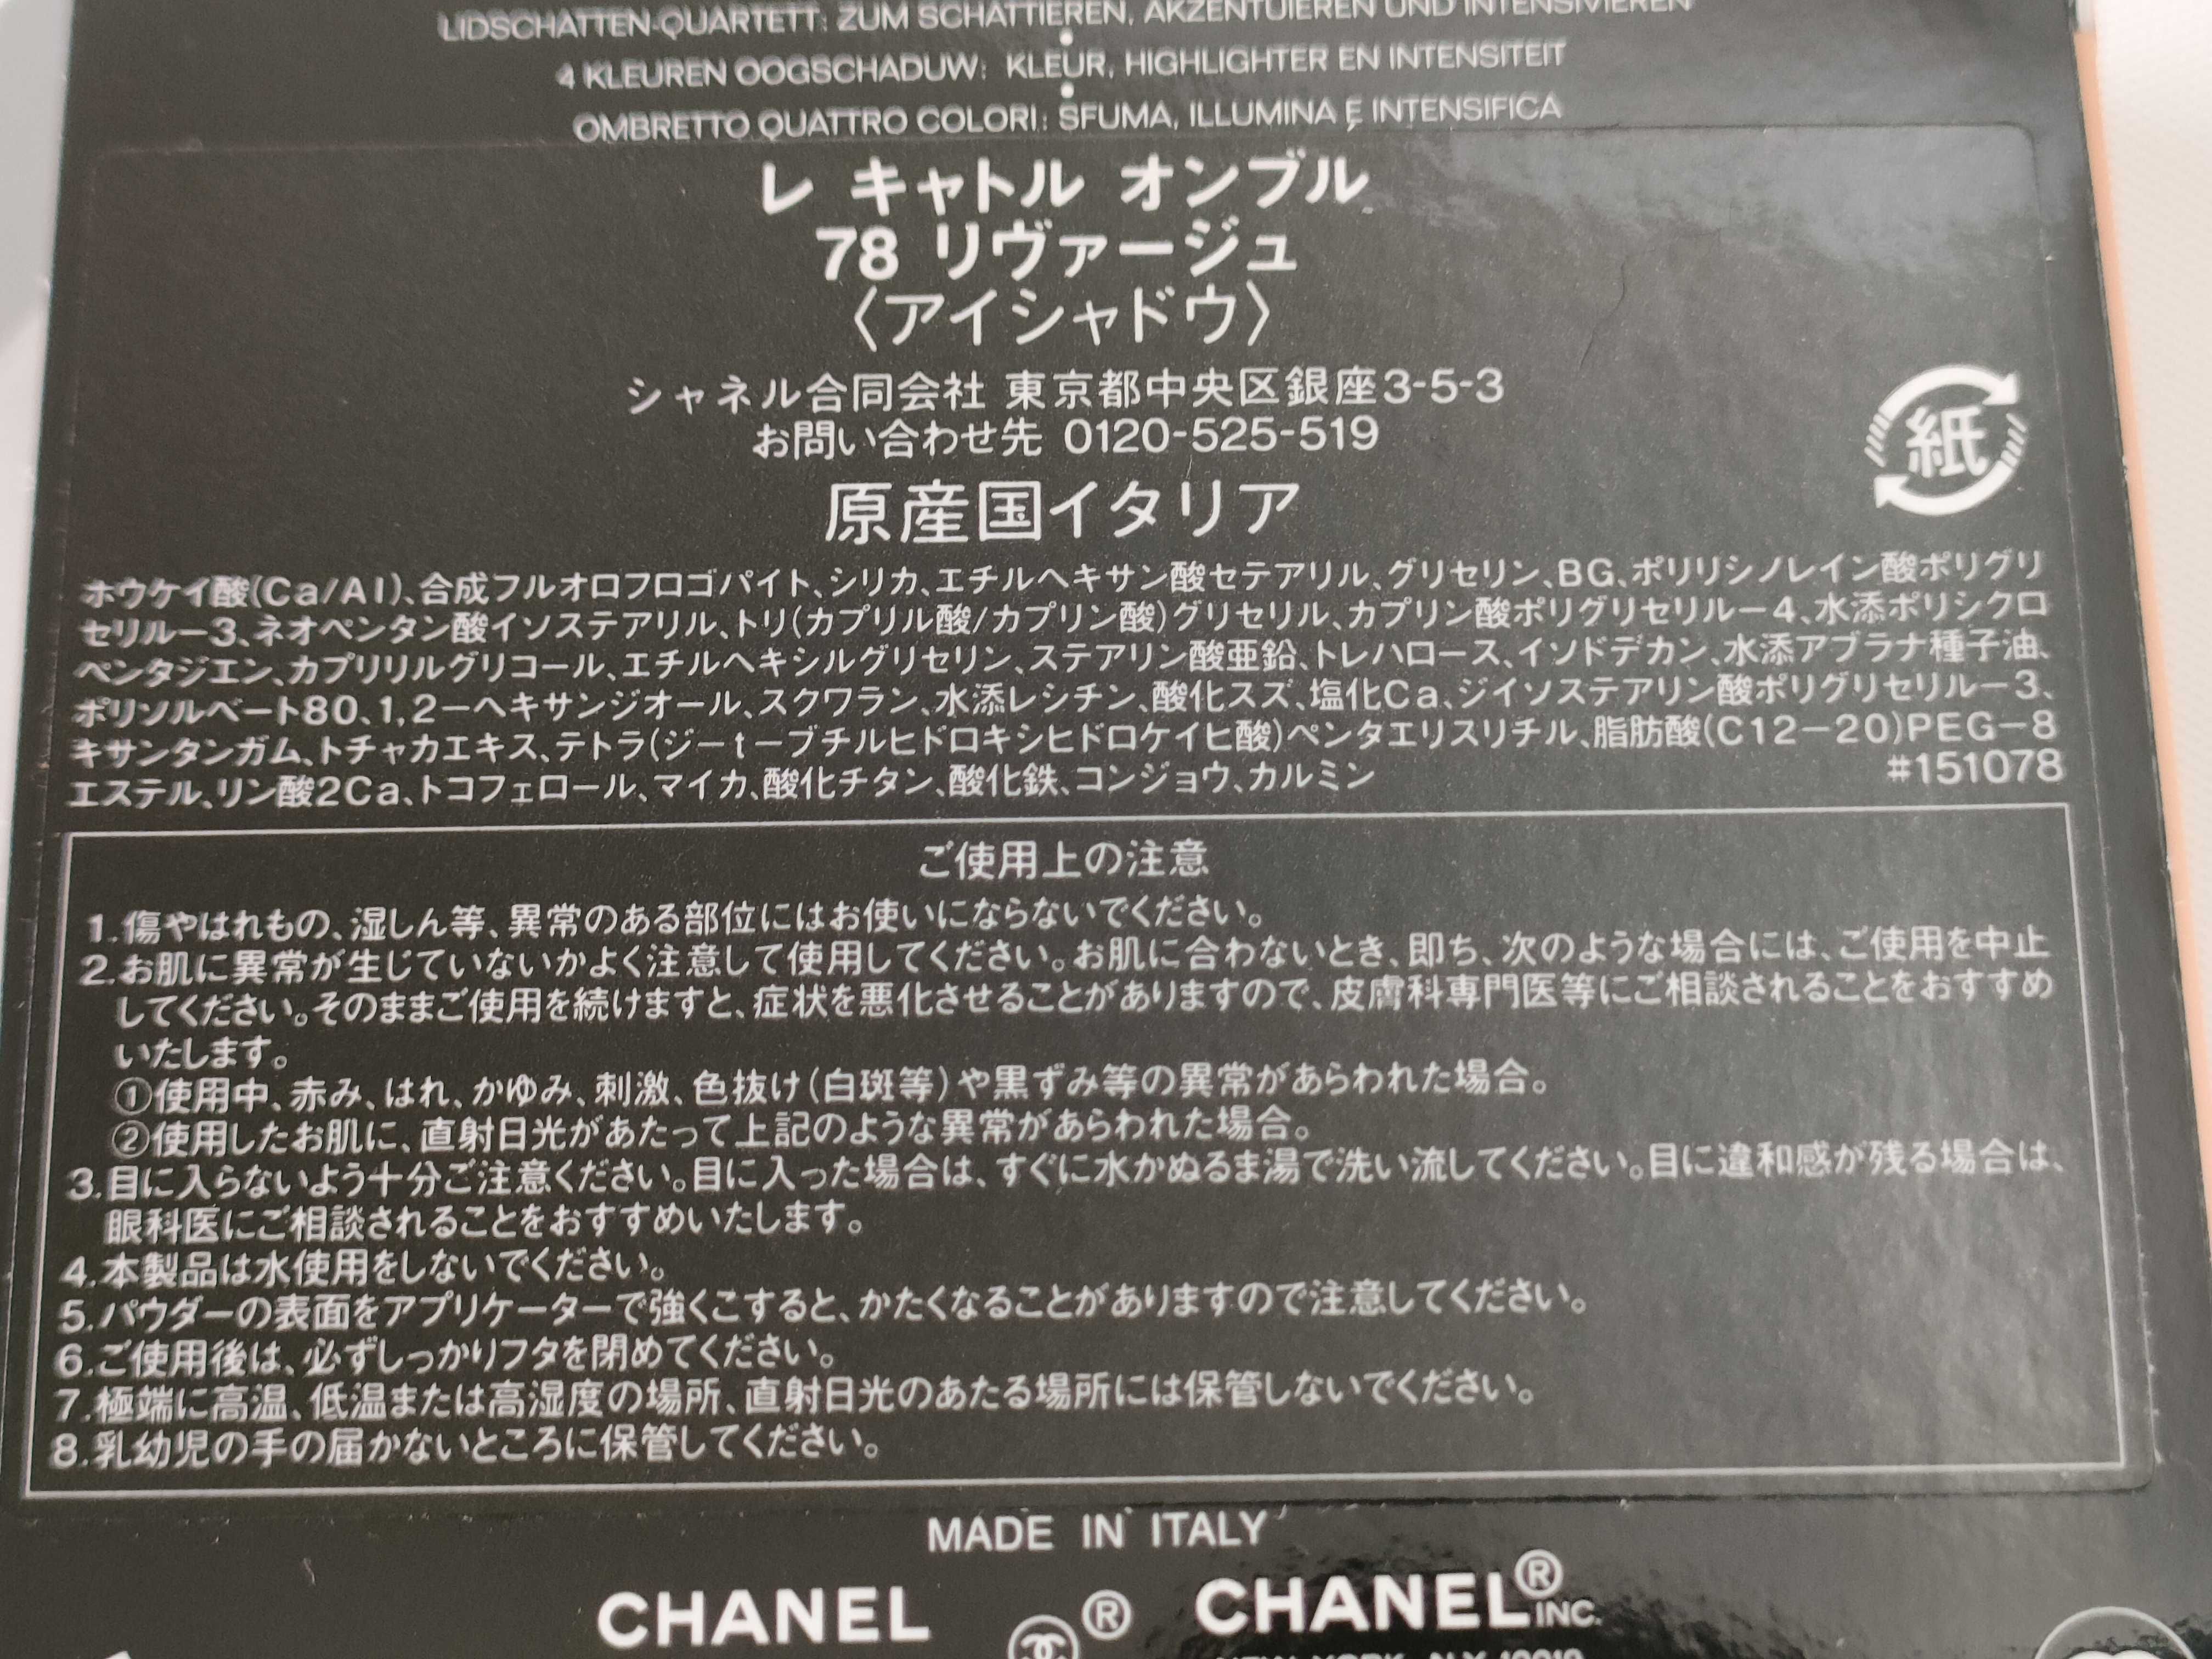 LIDSCHATTEN-QUARTETT: ZUM SCHATTIEREN, AKZENTUIEREN UND INTENSIVIEREN
•
4 KLEUREN OOGSCHADUW: KLEUR, HIGHLIGHTER EN INTENSITEIT
•
OMBRETTO QUATTRO COLORI: SFUMA, ILLUMINA E INTENSIFICA
レ キャトル オンブル
78 リヴァージュ
〈アイシャドウ〉
シャネル合同会社 東京都中央区銀座3-5-3
お問い合わせ先 0120-525-519
紙
原産国イタリア
ホウケイ酸(Ca/Al)、合成フルオロフロゴパイト、シリカ、エチルヘキサン酸セテアリル、グリセリン、BG、ポリリシノレイン酸ポリグリ
セリル－3、ネオペンタン酸イソステアリル、トリ(カプリル酸/カプリン酸)グリセリル、カプリン酸ポリグリセリル－4、水添ポリシクロ
ペンタジエン、カプリリルグリコール、エチルヘキシルグリセリン、ステアリン酸亜鉛、トレハロース、イソドデカン、水添アブラナ種子油、
ポリソルベート80、1,2－ヘキサンジオール、スクワラン、水添レシチン、酸化スズ、塩化Ca、ジイソステアリン酸ポリグリセリル－3、
キサンタンガム、トチャカエキス、テトラ(ジ－t－ブチルヒドロキシヒドロケイヒ酸)ペンタエリスリチル、脂肪酸(C12－20)PEG－8
エステル、リン酸2Ca、トコフェロール、マイカ、酸化チタン、酸化鉄、コンジョウ、カルミン #151078
ご使用上の注意
1.傷やはれもの、湿しん等、異常のある部位にはお使いにならないでください。
2.お肌に異常が生じていないかよく注意して使用してください。お肌に合わないとき、即ち、次のような場合には、ご使用を中止
してください。そのままご使用を続けますと、症状を悪化させることがありますので、皮膚科専門医等にご相談されることをおすすめ
いたします。
①使用中、赤み、はれ、かゆみ、刺激、色抜け(白斑等)や黒ずみ等の異常があらわれた場合。
②使用したお肌に、直射日光があたって上記のような異常があらわれた場合。
3.目に入らないよう十分ご注意ください。目に入った場合は、すぐに水かぬるま湯で洗い流してください。目に違和感が残る場合は、
眼科医にご相談されることをおすすめいたします。
4.本製品は水使用をしないでください。
5.パウダーの表面をアプリケーターで強くこすると、かたくなることがありますので注意してください。
6.ご使用後は、必ずしっかりフタを閉めてください。
7.極端に高温、低温または高湿度の場所、直射日光のあたる場所には保管しないでください。
8.乳幼児の手の届かないところに保管してください。
MADE IN ITALY
CHANEL ® CHANEL® INC.
NEW YORK, N.Y. 10019